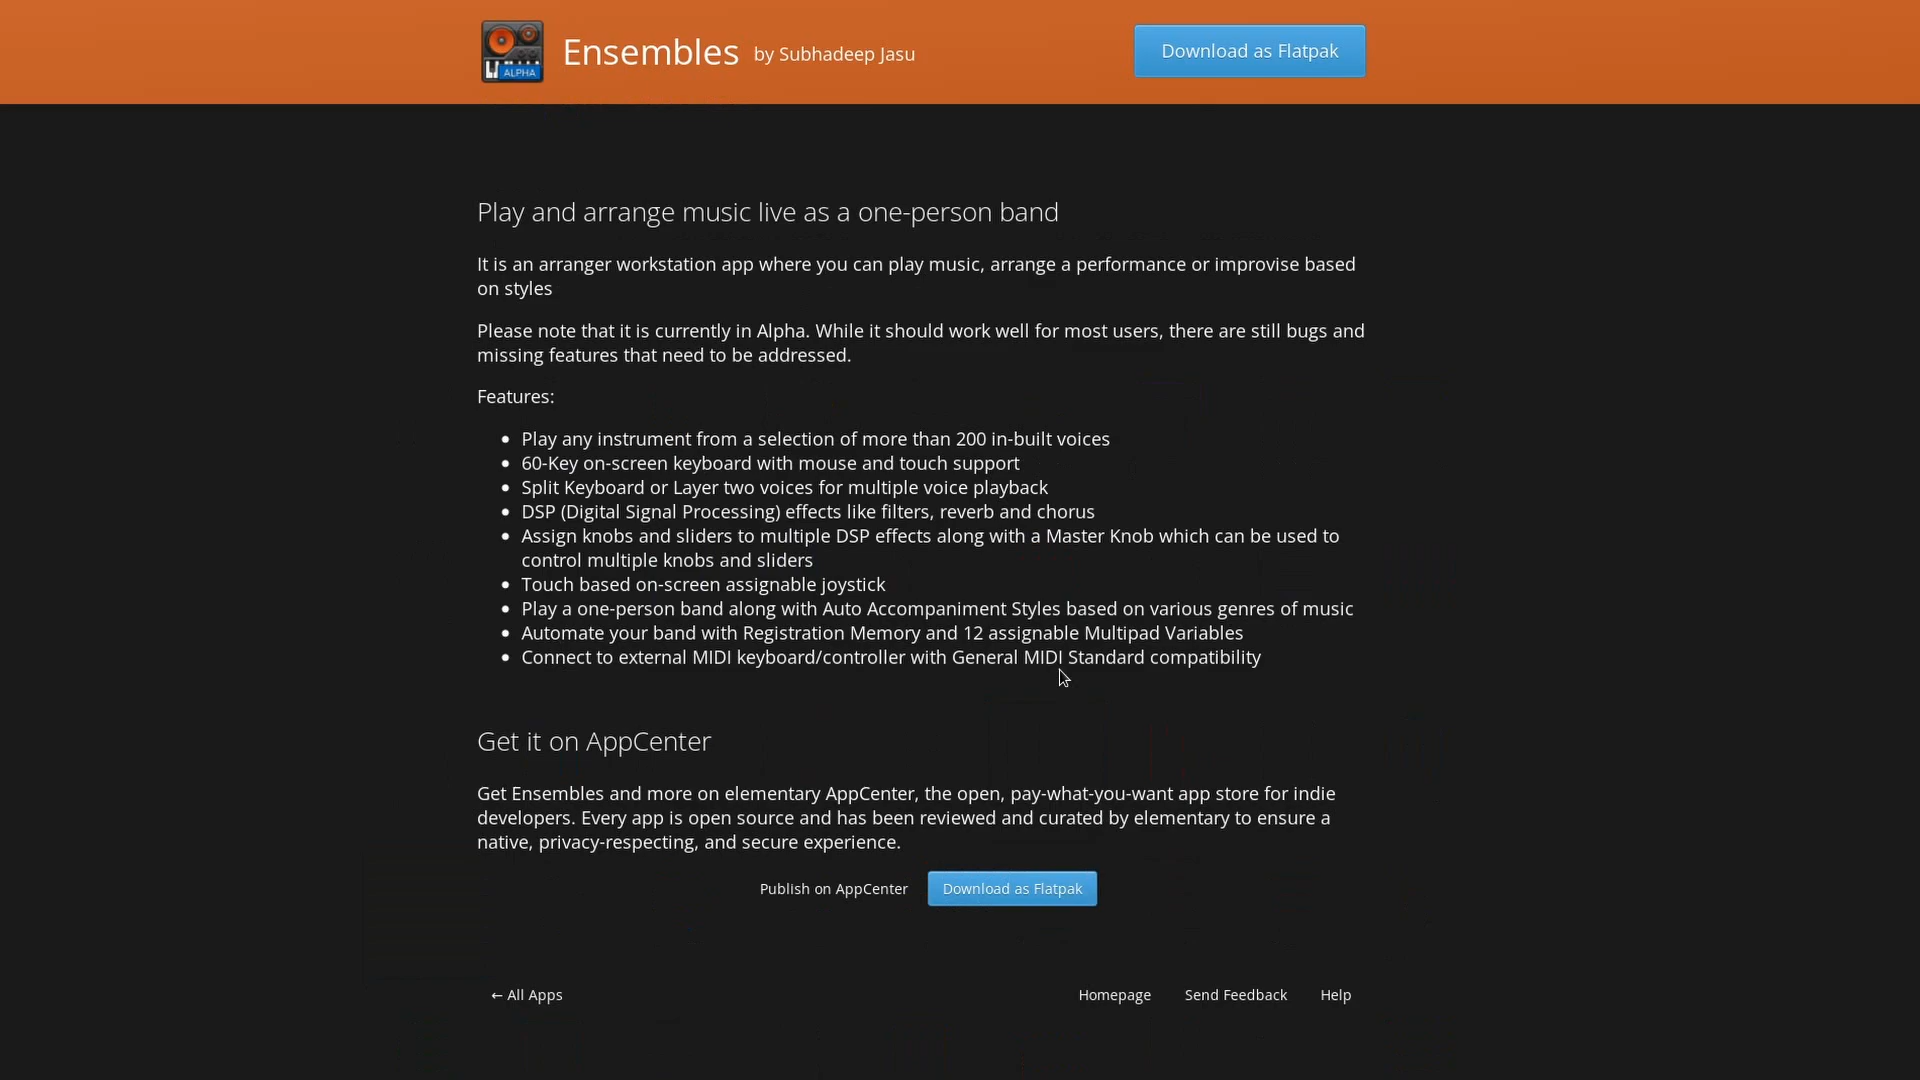 ALPHA
Ensembles by Subhadeep Jasu
Download as Flatpak
Play and arrange music live as a one-person band
It is an arranger workstation app where you can play music, arrange a performance or improvise based
on styles
Please note that it is currently in Alpha. While it should work well for most users, there are still bugs and
missing features that need to be addressed.
Features:
• Play any instrument from a selection of more than 200 in-built voices
• 60-Key on-screen keyboard with mouse and touch support
• Split Keyboard or Layer two voices for multiple voice playback
• DSP (Digital Signal Processing) effects like filters, reverb and chorus
• Assign knobs and sliders to multiple DSP effects along with a Master Knob which can be used to
control multiple knobs and sliders
• Touch based on-screen assignable joystick
• Play a one-person band along with Auto Accompaniment Styles based on various genres of music
• Automate your band with Registration Memory and 12 assignable Multipad Variables
• Connect to external MIDI keyboard/controller with General MIDI Standard compatibility
Get it on AppCenter
Get Ensembles and more on elementary AppCenter, the open, pay-what-you-want app store for indie
developers. Every app is open source and has been reviewed and curated by elementary to ensure a
native, privacy-respecting, and secure experience.
Publish on AppCenter Download as Flatpak
← All Apps Homepage Send Feedback Help